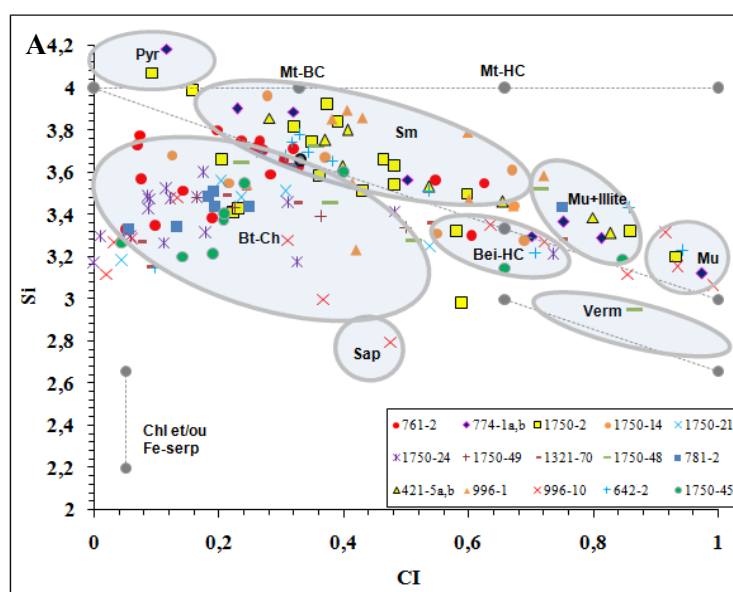 A
4,2
4
3,8
3,6
3,4
3,2
3
2,8
2,6
2,4
2,2
2
Si
Pyr
Mt-BC
Mt-HC
Sm
Mu+Illite
Bt-Ch
Bei-HC
Mu
Verm
Sap
Chl et/ou
Fe-serp
761-2 774-1a,b 1750-2 1750-14 1750-21
1750-24 1750-49 1321-70 1750-48 781-2
421-5a,b 996-1 996-10 642-2 1750-45
0 0,2 0,4 0,6 0,8 1
CI